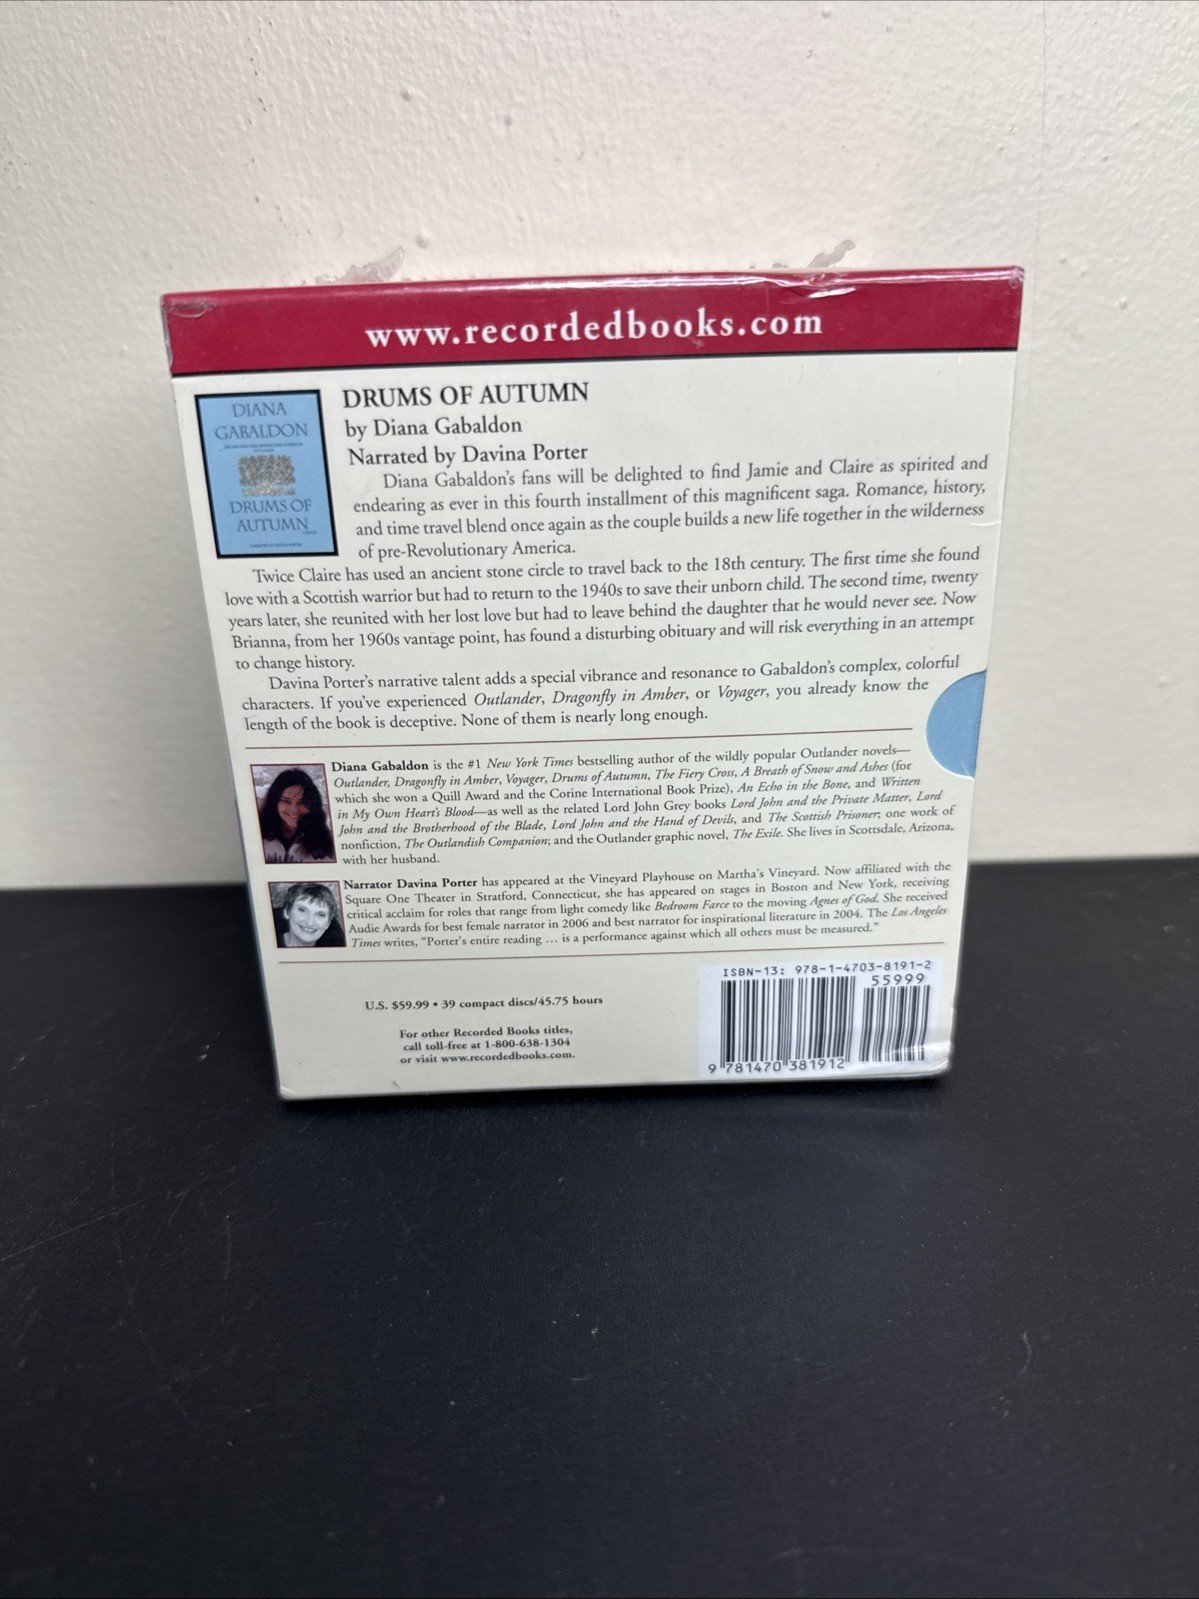 www.recordedbooks.com
DIANA
GABALDON
DRUMS OF
AUTUMN
DRUMS OF AUTUMN
by Diana Gabaldon
Narrated by Davina Porter
Diana Gabaldon's fans will be delighted to find Jamie and Claire as spirited and
endearing as ever in this fourth installment of this magnificent saga. Romance, history,
and time travel blend once again as the couple builds a new life together in the wilderness
of pre-Revolutionary America.
Twice Claire has used an ancient stone circle to travel back to the 18th century. The first time she found
love with a Scottish warrior but had to return to the 1940s to save their unborn child. The second time, twenty
years later, she reunited with her lost love but had to leave behind the daughter that he would never see. Now
Brianna, from her 1960s vantage point, has found a disturbing obituary and will risk everything in an attempt
to change history.
Davina Porter's narrative talent adds a special vibrance and resonance to Gabaldon's complex, colorful
characters. If you've experienced Outlander, Dragonfly in Amber, or Voyager, you already know the
length of the book is deceptive. None of them is nearly long enough.
Diana Gabaldon is the #1 New York Times bestselling author of the wildly popular Outlander novels—
Outlander, Dragonfly in Amber, Voyager, Drums of Autumn, The Fiery Cross, A Breath of Snow and Ashes (for
which she won a Quill Award and the Corine International Book Prize), An Echo in the Bone, and Written
in My Own Heart's Blood—as well as the related Lord John Grey books Lord John and the Private Matter, Lord
John and the Brotherhood of the Blade, Lord John and the Hand of Devils, and The Scottish Prisoner; one work of
nonfiction, The Outlandish Companion; and the Outlander graphic novel, The Exile. She lives in Scottsdale, Arizona,
with her husband.
Narrator Davina Porter has appeared at the Vineyard Playhouse on Martha's Vineyard. Now affiliated with the
Square One Theater in Stratford, Connecticut, she has appeared on stages in Boston and New York, receiving
critical acclaim for roles that range from light comedy like Bedroom Farce to the moving Agnes of God. She received
Audie Awards for best female narrator in 2006 and best narrator for inspirational literature in 2004. The Los Angeles
Times writes, "Porter's entire reading ... is a performance against which all others must be measured."
ISBN-13: 978-1-4703-8191-2
55999
U.S. $59.99 • 39 compact discs/45.75 hours
For other Recorded Books titles,
call toll-free at 1-800-638-1304
or visit www.recordedbooks.com.
9 781470 381912